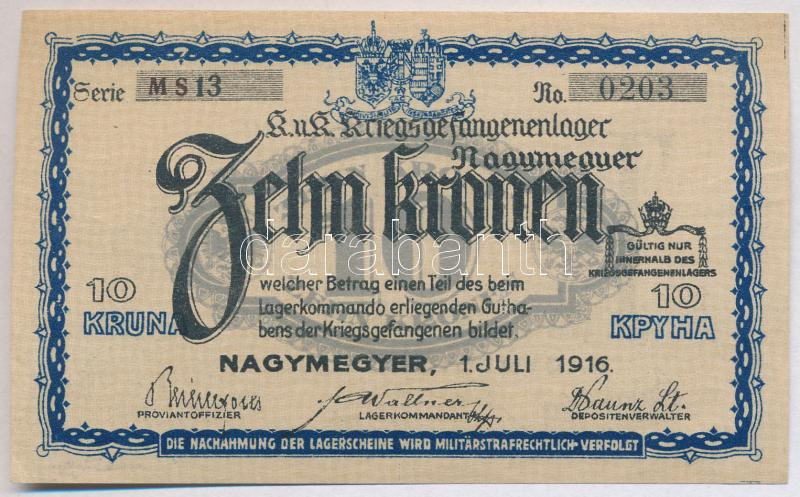 Serie MS13
No. 0203
K.u.K. Kriegsgefangenenlager
Nagymegyer
Zehn Kronen
GÜLTIG NUR
INNERHALB DES
KRIEGSGEFANGENENLAGERS
welcher Betrag einen Teil des beim
Lagerkommando erliegenden Gutha-
bens der Kriegsgefangenen bildet.
10
KRUNA
10
КРУНА
NAGYMEGYER, 1. JULI 1916.
Wallner
PROVIANTOFFIZIER
LAGERKOMMANDANT
DEPOSITENVERWALTER
DIE NACHAHMUNG DER LAGERSCHEINE WIRD MILITÄRSTRAFRECHTLICH VERFOLGT
darabanth